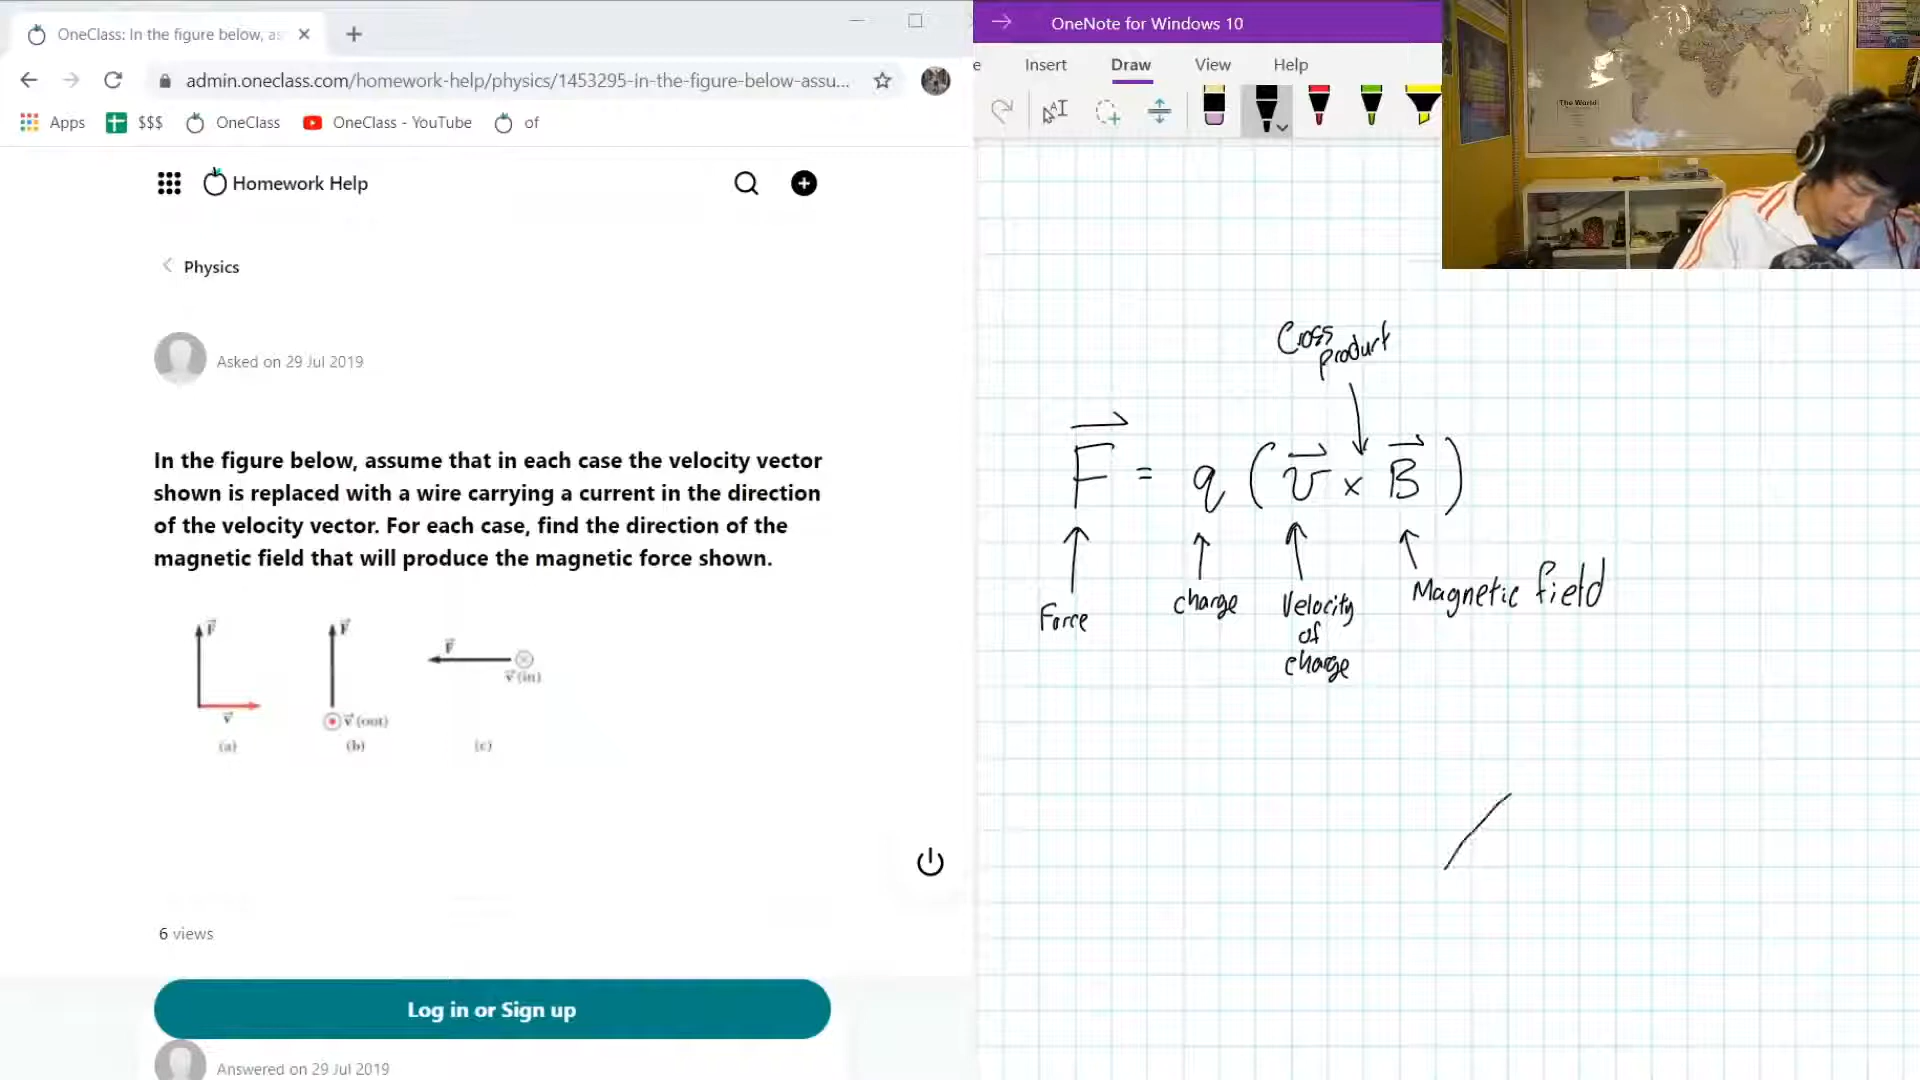 OneClass: In the figure below, as
admin.oneclass.com/homework-help/physics/1453295-in-the-figure-below-assu...
Apps $$$ OneClass OneClass - YouTube of
Homework Help
Physics
Asked on 29 Jul 2019
In the figure below, assume that in each case the velocity vector
shown is replaced with a wire carrying a current in the direction
of the velocity vector. For each case, find the direction of the
magnetic field that will produce the magnetic force shown.
F F F
v v (out) v (in)
(a) (b) (c)
6 views
Log in or Sign up
Answered on 29 Jul 2019
OneNote for Windows 10
Insert Draw View Help
The World
Cross
product
F = q ( v × B )
Force charge Velocity Magnetic field
of
charge